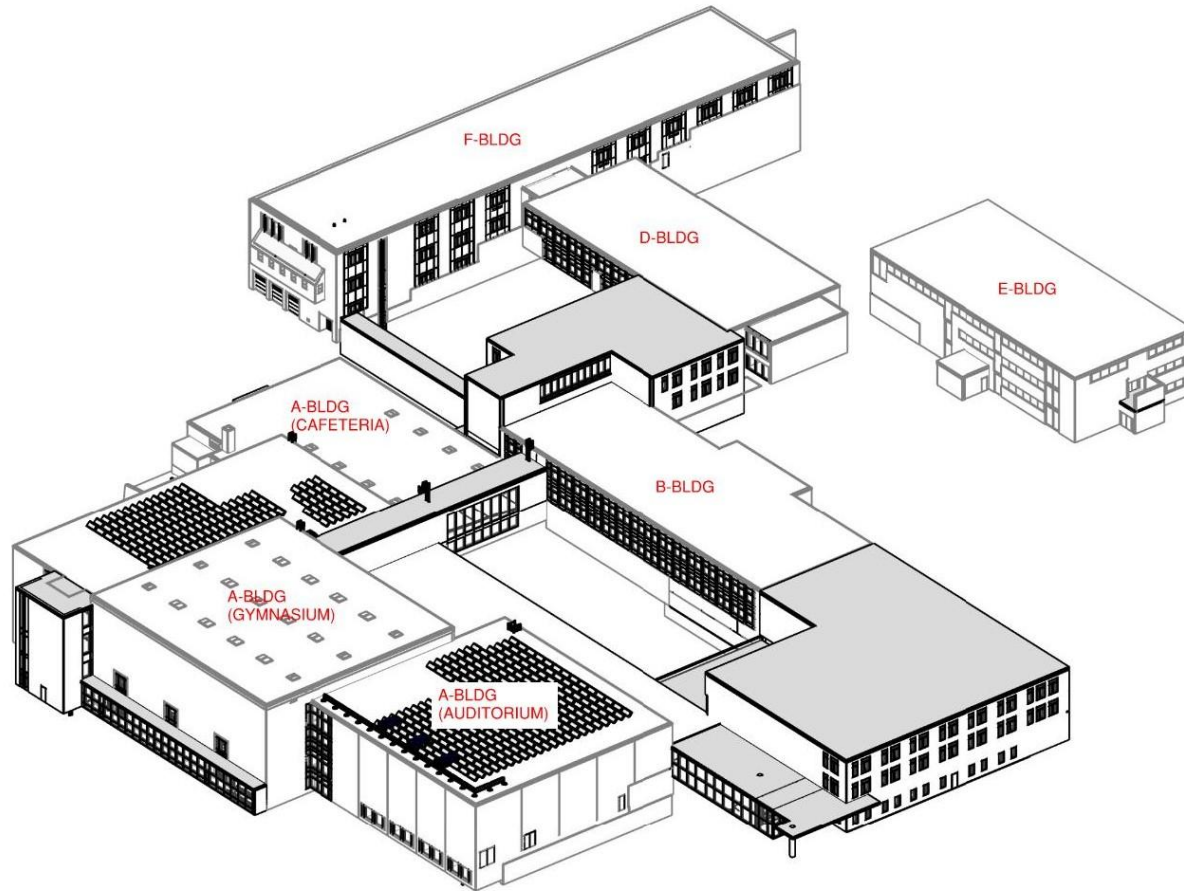 F-BLDG
D-BLDG
E-BLDG
A-BLDG
(CAFETERIA)
B-BLDG
A-BLDG
(GYMNASIUM)
A-BLDG
(AUDITORIUM)